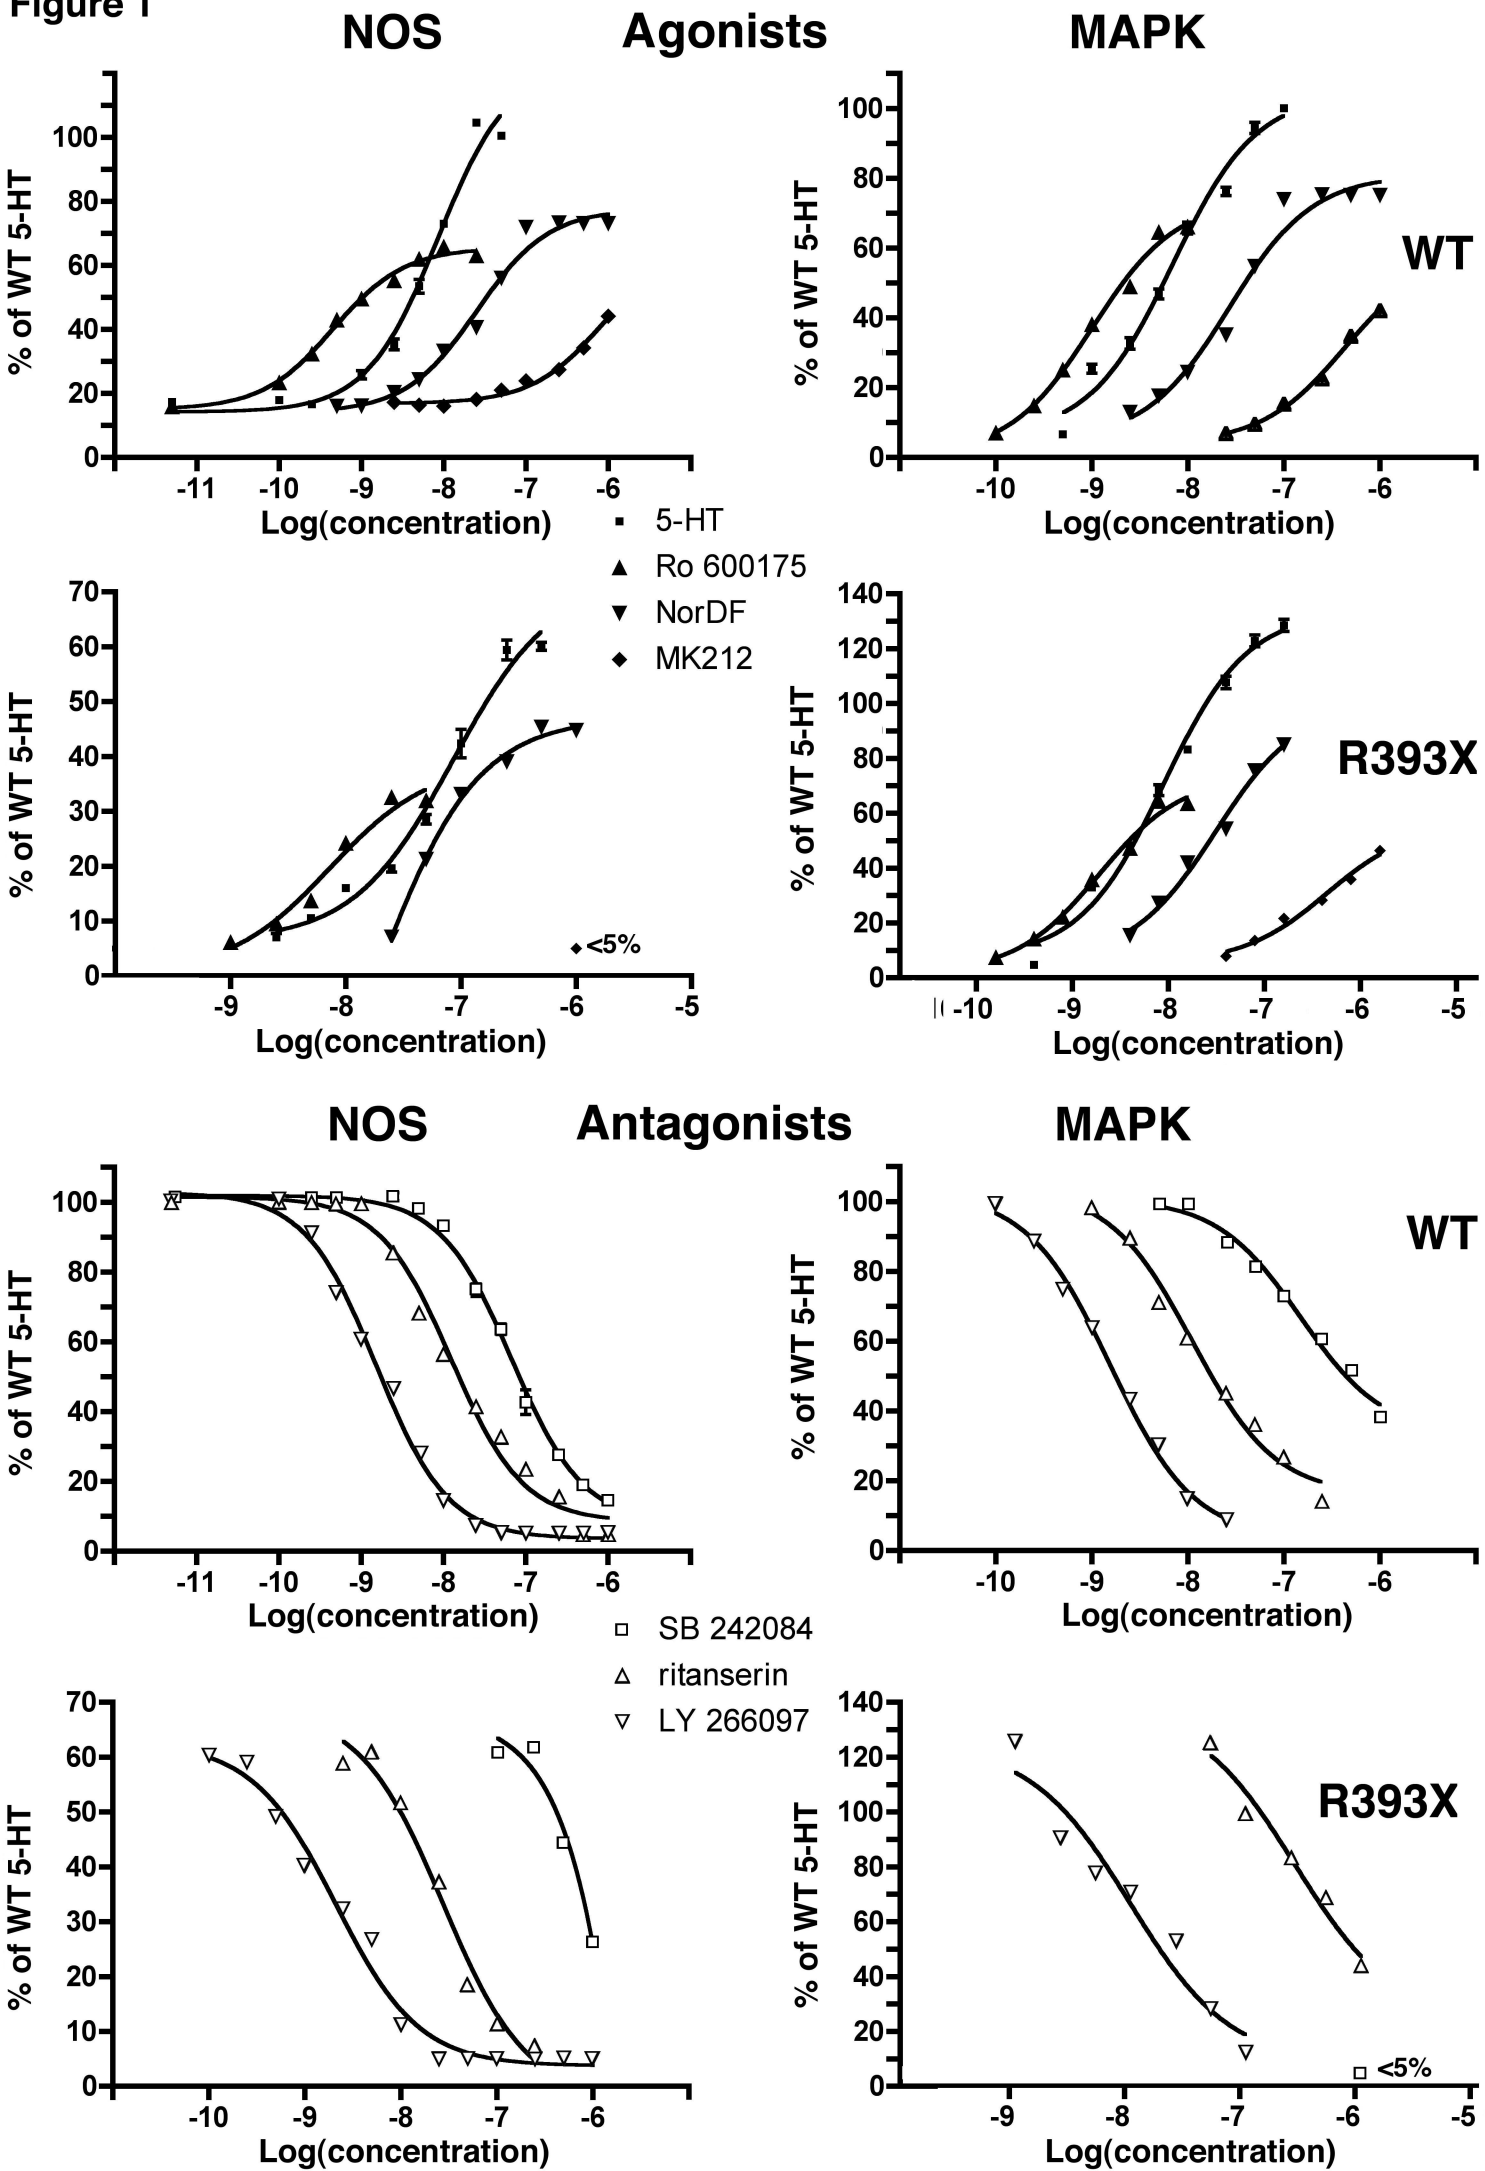 Figure 1
NOS Agonists MAPK
% of WT 5-HT
100
80
60
40
20
0
-11 -10 -9 -8 -7 -6
Log(concentration)
% of WT 5-HT
100
80
60
40
20
0
WT
-10 -9 -8 -7 -6
Log(concentration)
5-HT
Ro 600175
NorDF
MK212
% of WT 5-HT
70
60
50
40
30
20
10
0
<5%
-9 -8 -7 -6 -5
Log(concentration)
% of WT 5-HT
140
120
100
80
60
40
20
0
R393X
-10 -9 -8 -7 -6 -5
Log(concentration)
NOS Antagonists MAPK
% of WT 5-HT
100
80
60
40
20
0
-11 -10 -9 -8 -7 -6
Log(concentration)
% of WT 5-HT
100
80
60
40
20
0
WT
-10 -9 -8 -7 -6
Log(concentration)
SB 242084
ritanserin
LY 266097
% of WT 5-HT
70
60
50
40
30
20
10
0
-10 -9 -8 -7 -6
Log(concentration)
% of WT 5-HT
140
120
100
80
60
40
20
0
R393X
<5%
-9 -8 -7 -6 -5
Log(concentration)